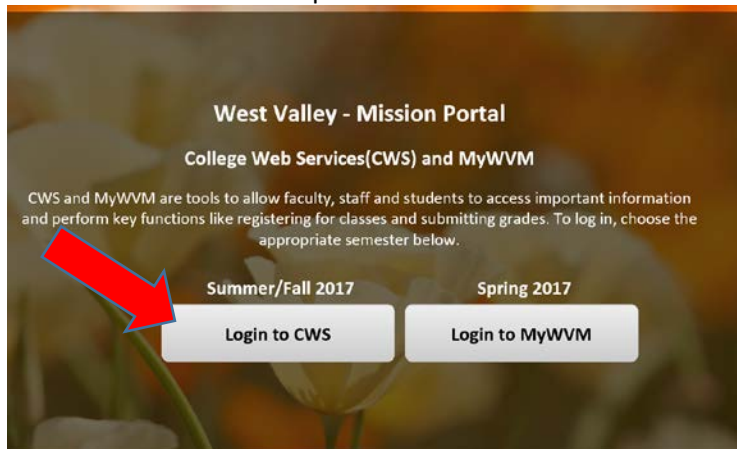 West Valley - Mission Portal
College Web Services(CWS) and MyWVM
CWS and MyWVM are tools to allow faculty, staff and students to access important information
and perform key functions like registering for classes and submitting grades. To log in, choose the
appropriate semester below.
Summer/Fall 2017 Spring 2017
Login to CWS Login to MyWVM